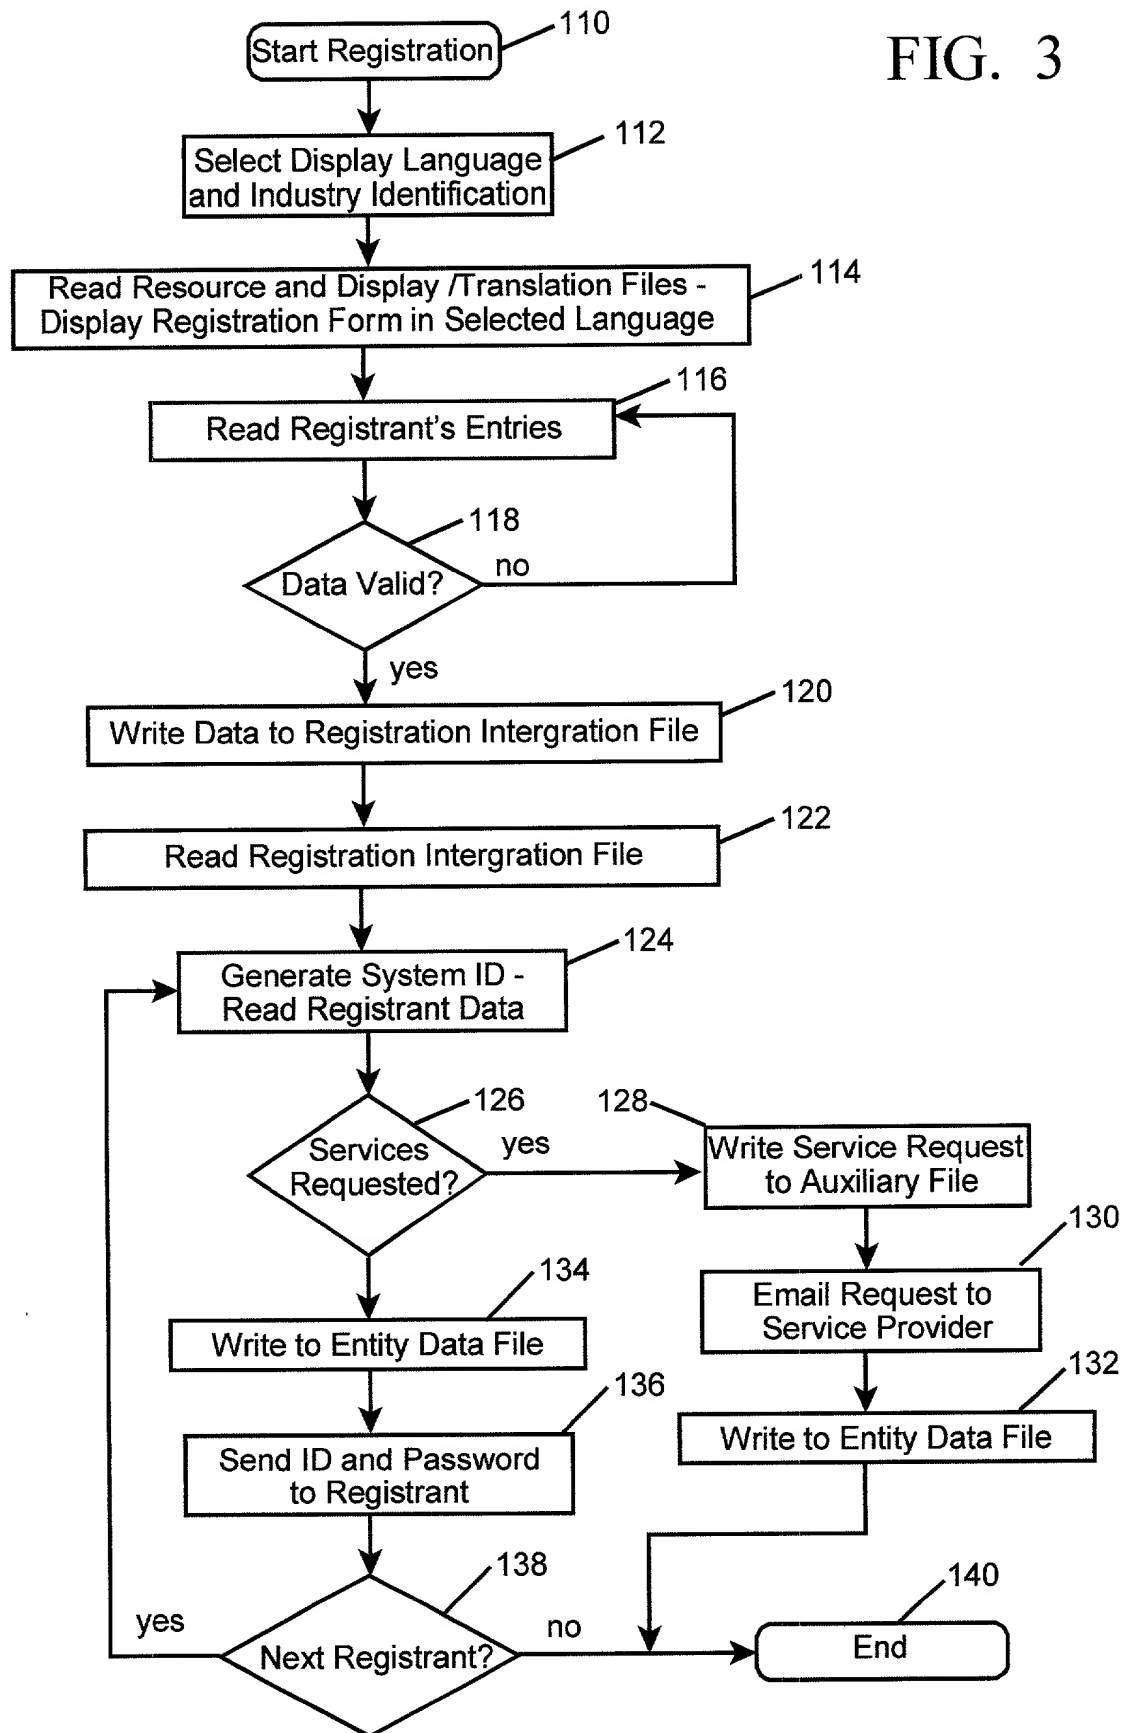 FIG. 3
110
Start Registration
112
Select Display Language
and Industry Identification
114
Read Resource and Display /Translation Files -
Display Registration Form in Selected Language
116
Read Registrant's Entries
118
Data Valid?
no
yes
120
Write Data to Registration Intergration File
122
Read Registration Intergration File
124
Generate System ID -
Read Registrant Data
126
Services
Requested?
yes
128
Write Service Request
to Auxiliary File
130
Email Request to
Service Provider
132
Write to Entity Data File
134
Write to Entity Data File
136
Send ID and Password
to Registrant
138
Next Registrant?
yes
no
140
End